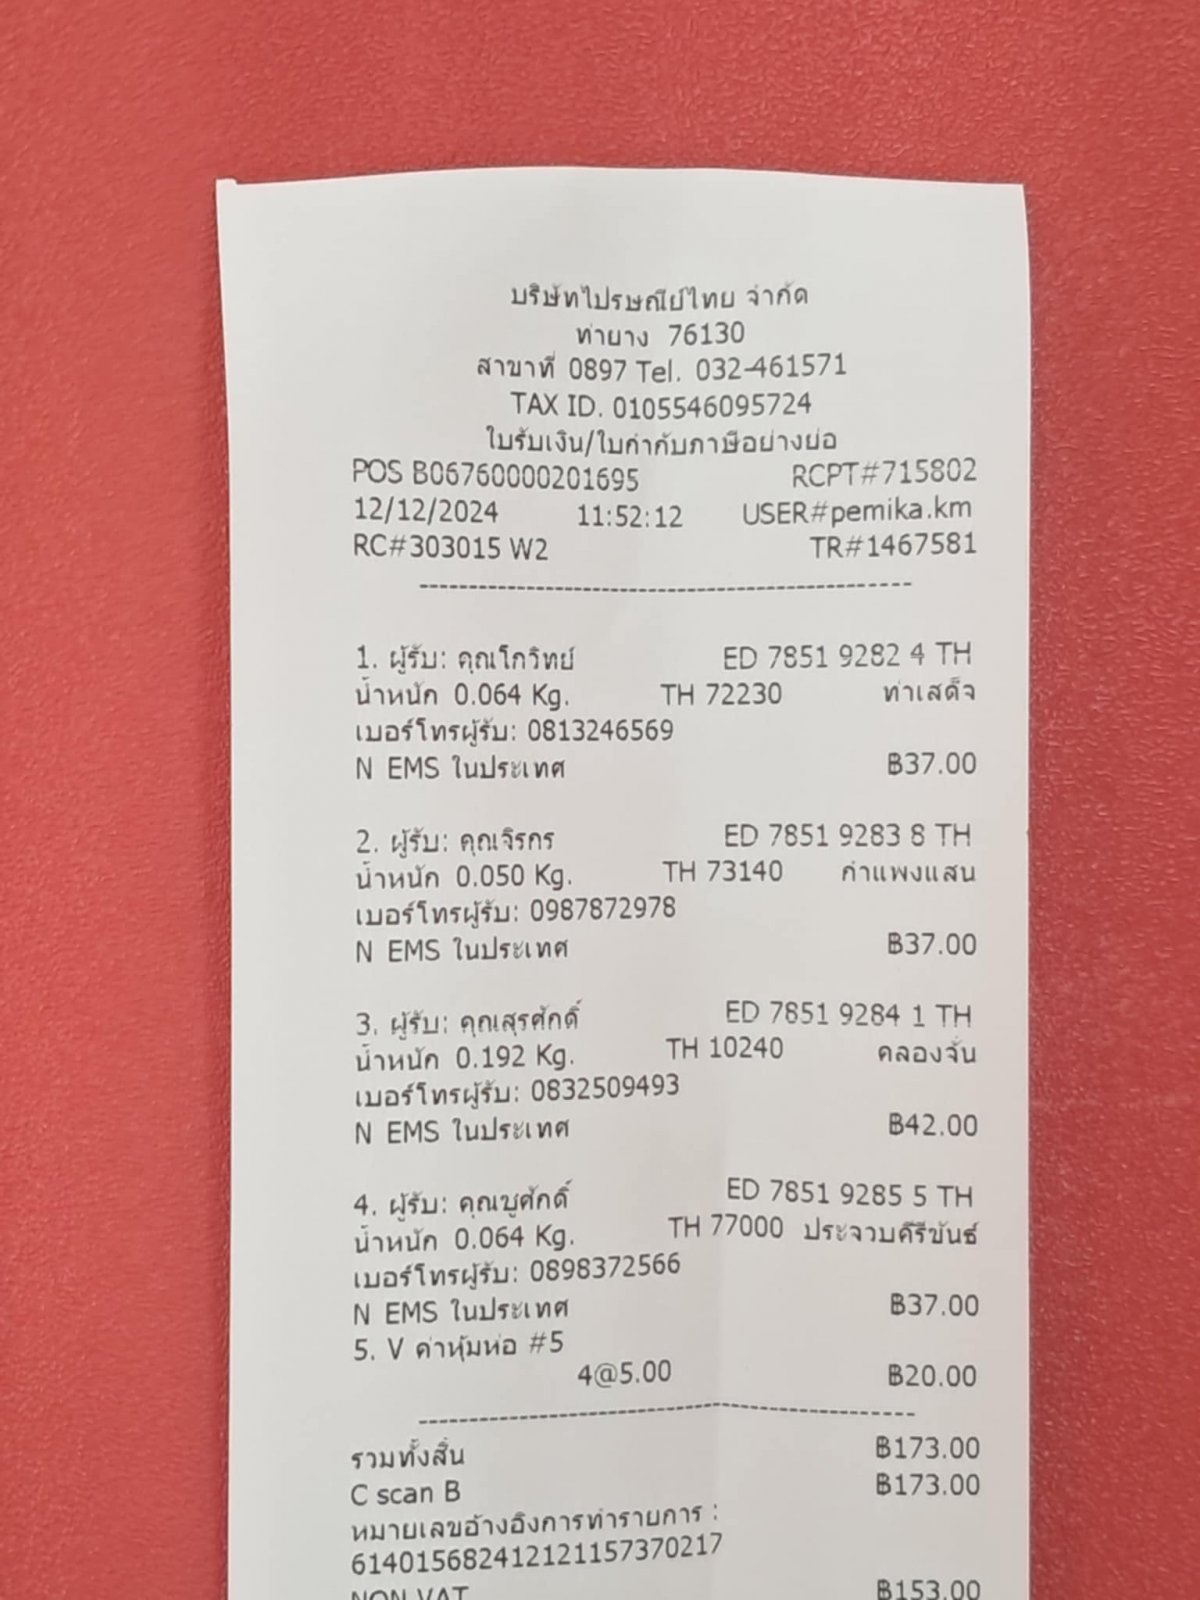 บริษัทไปรษณีย์ไทย จำกัด
ท่ายาง 76130
สาขาที่ 0897 Tel. 032-461571
TAX ID. 0105546095724
ใบรับเงิน/ใบกำกับภาษีอย่างย่อ
POS B06760000201695 RCPT#715802
12/12/2024 11:52:12 USER#pemika.km
RC#303015 W2 TR#1467581
1. ผู้รับ: คุณโกวิทย์ ED 7851 9282 4 TH
น้ำหนัก 0.064 Kg. TH 72230 ท่าเสด็จ
เบอร์โทรผู้รับ: 0813246569
N EMS ในประเทศ ฿37.00
2. ผู้รับ: คุณจิรกร ED 7851 9283 8 TH
น้ำหนัก 0.050 Kg. TH 73140 กำแพงแสน
เบอร์โทรผู้รับ: 0987872978
N EMS ในประเทศ ฿37.00
3. ผู้รับ: คุณสุรศักดิ์ ED 7851 9284 1 TH
น้ำหนัก 0.192 Kg. TH 10240 คลองจั่น
เบอร์โทรผู้รับ: 0832509493
N EMS ในประเทศ ฿42.00
4. ผู้รับ: คุณชูศักดิ์ ED 7851 9285 5 TH
น้ำหนัก 0.064 Kg. TH 77000 ประจวบคีรีขันธ์
เบอร์โทรผู้รับ: 0898372566
N EMS ในประเทศ ฿37.00
5. V ค่าหุ้มห่อ #5
4@5.00 ฿20.00
รวมทั้งสิ้น ฿173.00
C scan B ฿173.00
หมายเลขอ้างอิงการทำรายการ :
6140156824121211573​70217
NON VAT ฿153.00